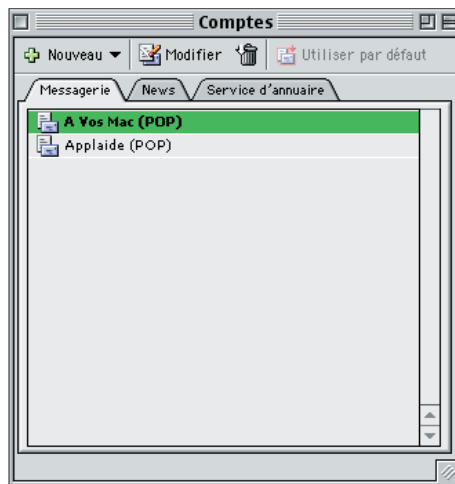 Comptes
Nouveau Modifier Utiliser par défaut
Messagerie News Service d'annuaire
A Vos Mac (POP)
Applaide (POP)